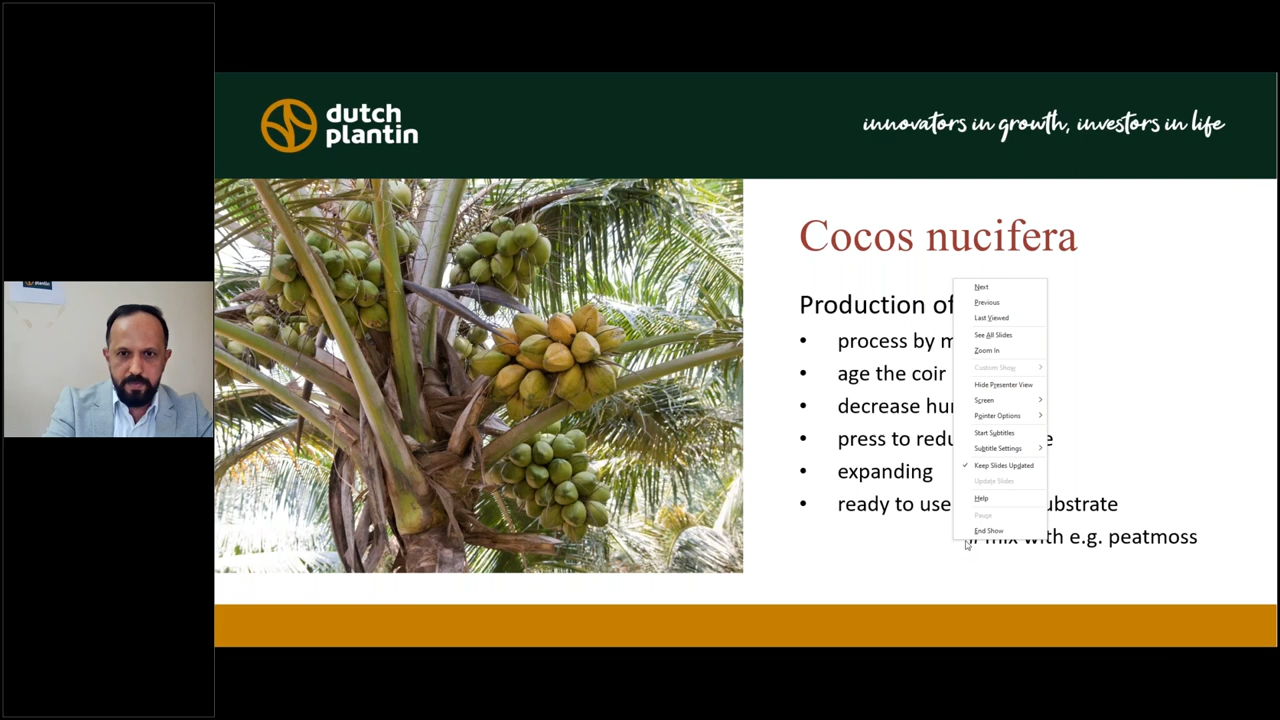 dutch
plantin
innovators in growth, investors in life
plantin
Cocos nucifera
Production of
• process by m
• age the coir
• decrease hu
• press to redu e
• expanding
• ready to use ubstrate
mix with e.g. peatmoss
Next
Previous
Last Viewed
See All Slides
Zoom In
Custom Show
Hide Presenter View
Screen
Pointer Options
Start Subtitles
Subtitle Settings
Keep Slides Updated
Update Slides
Help
Pause
End Show